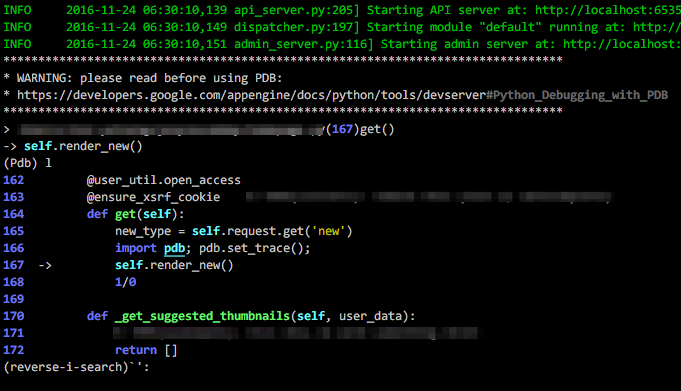 INFO     2016-11-24 06:30:10,139 api_server.py:205] Starting API server at: http://localhost:6535
INFO     2016-11-24 06:30:10,149 dispatcher.py:197] Starting module "default" running at: http://localhost:
INFO     2016-11-24 06:30:10,151 admin_server.py:116] Starting admin server at: http://localhost:
********************************************************************************
* WARNING: please read before using PDB:
* https://developers.google.com/appengine/docs/python/tools/devserver#Python_Debugging_with_PDB
********************************************************************************
> (167)get()
-> self.render_new()
(Pdb) l
162         @user_util.open_access
163         @ensure_xsrf_cookie
164         def get(self):
165             new_type = self.request.get('new')
166             import pdb; pdb.set_trace();
167  ->         self.render_new()
168             1/0
169
170         def _get_suggested_thumbnails(self, user_data):
171
172             return []
(reverse-i-search)`':